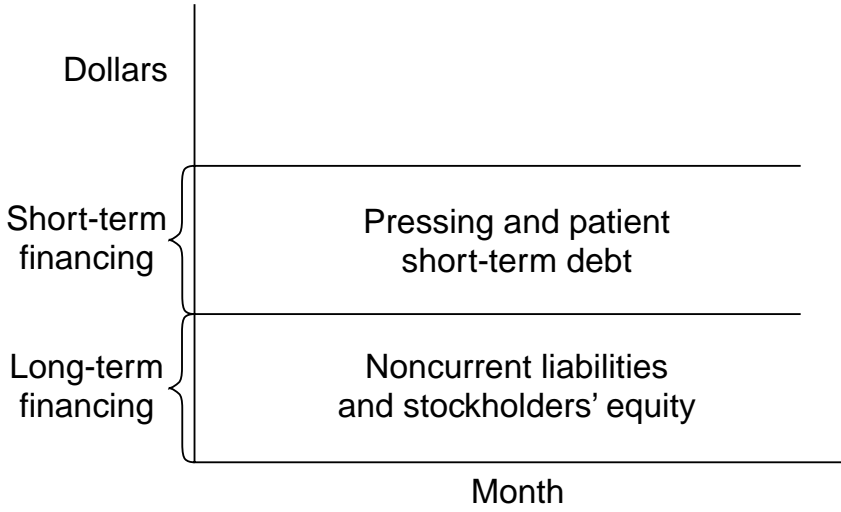 Dollars
Short-term
financing
Pressing and patient
short-term debt
Long-term
financing
Noncurrent liabilities
and stockholders’ equity
Month